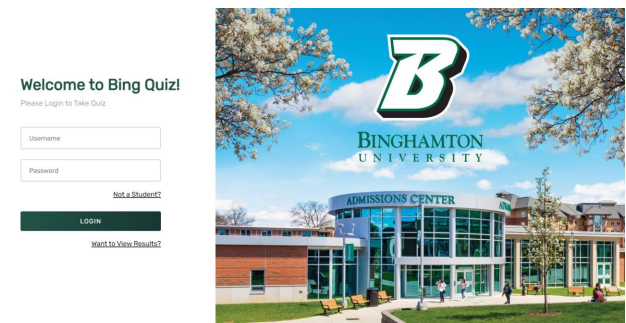 Welcome to Bing Quiz!
Please Login to Take Quiz
Username
Password
Not a Student?
LOGIN
Want to View Results?
B
BINGHAMTON
UNIVERSITY
ADMISSIONS CENTER